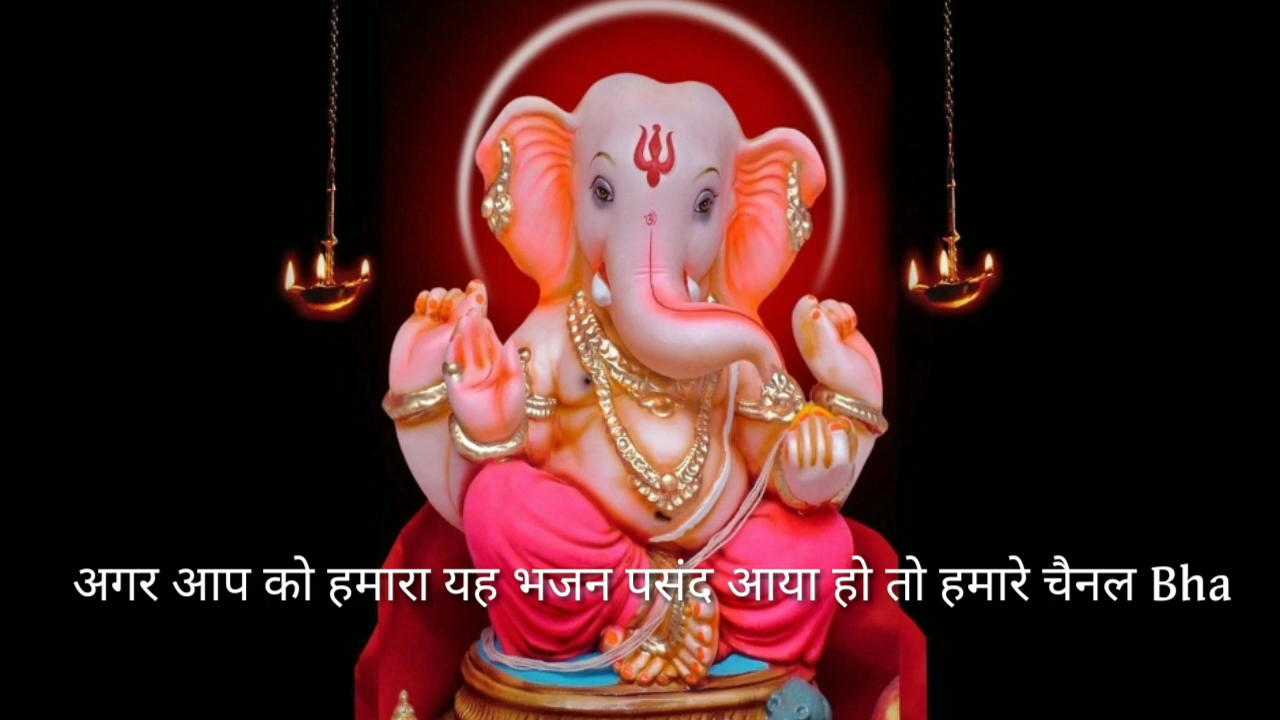 अगर आप को हमारा यह भजन पसंद आया हो तो हमारे चैनल Bha